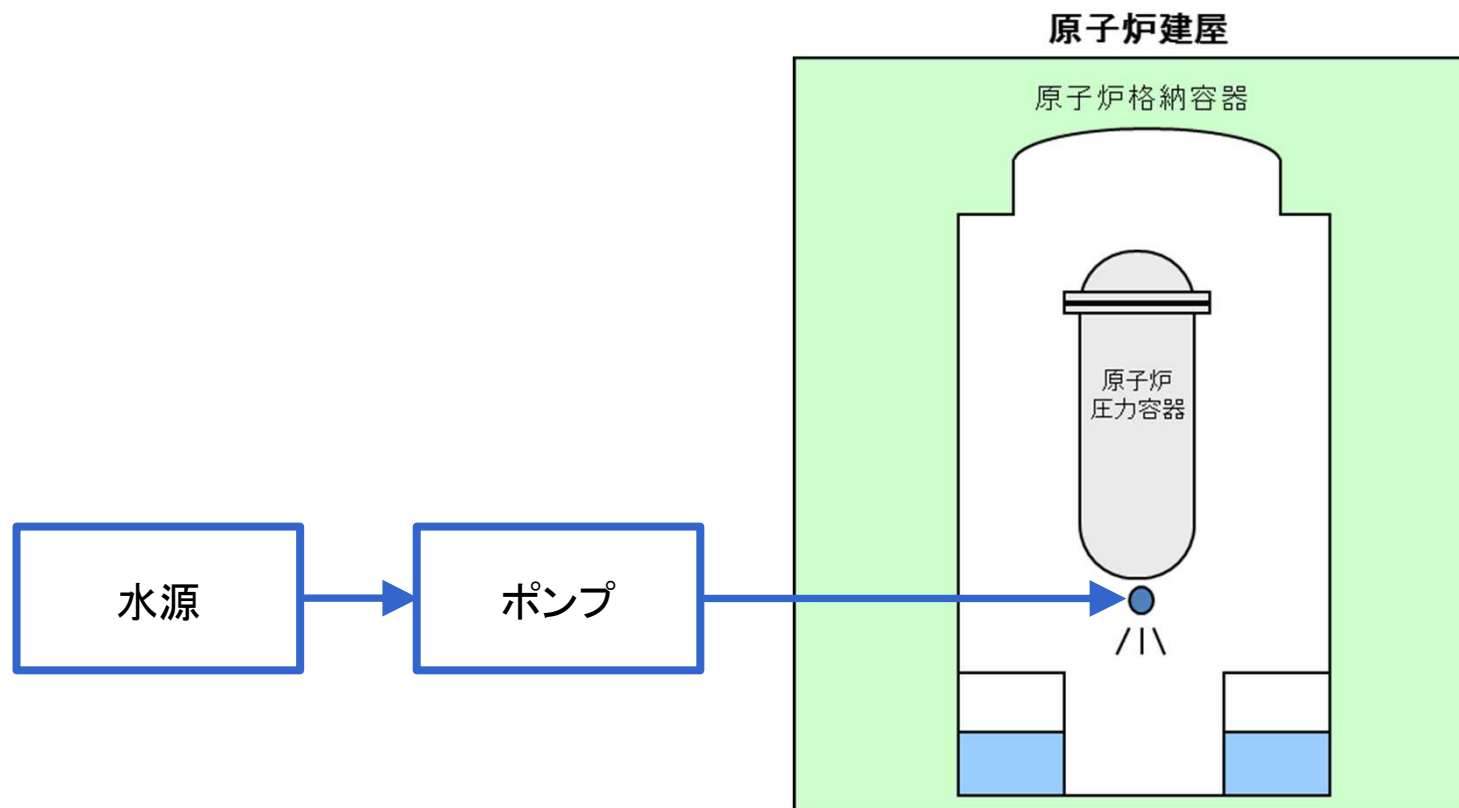 原子炉建屋
原子炉格納容器
原子炉
圧力容器
水源
ポンプ